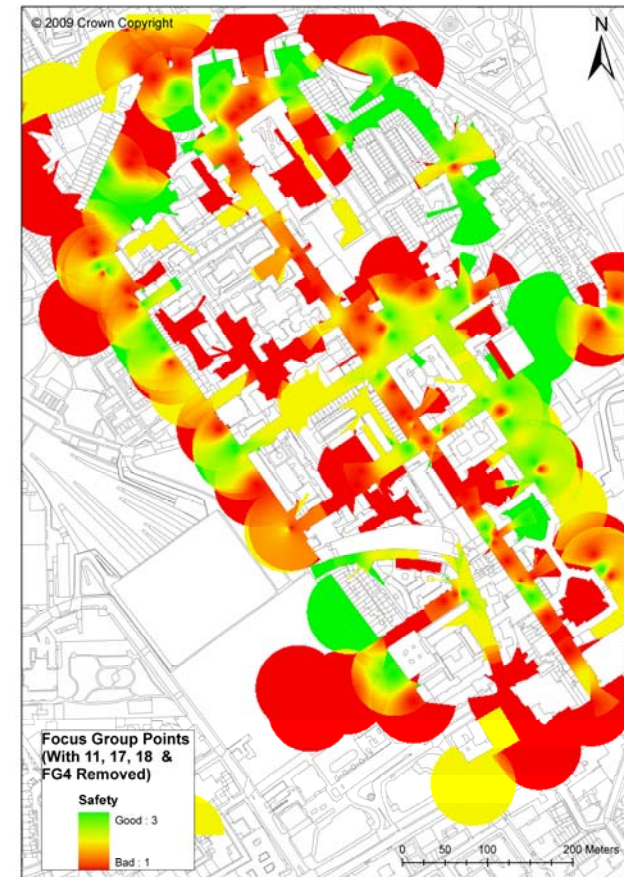 © 2009 Crown Copyright
N
Focus Group Points
(With 11, 17, 18 &
FG4 Removed)
Safety
Good : 3
Bad : 1
0 50 100 200 Meters